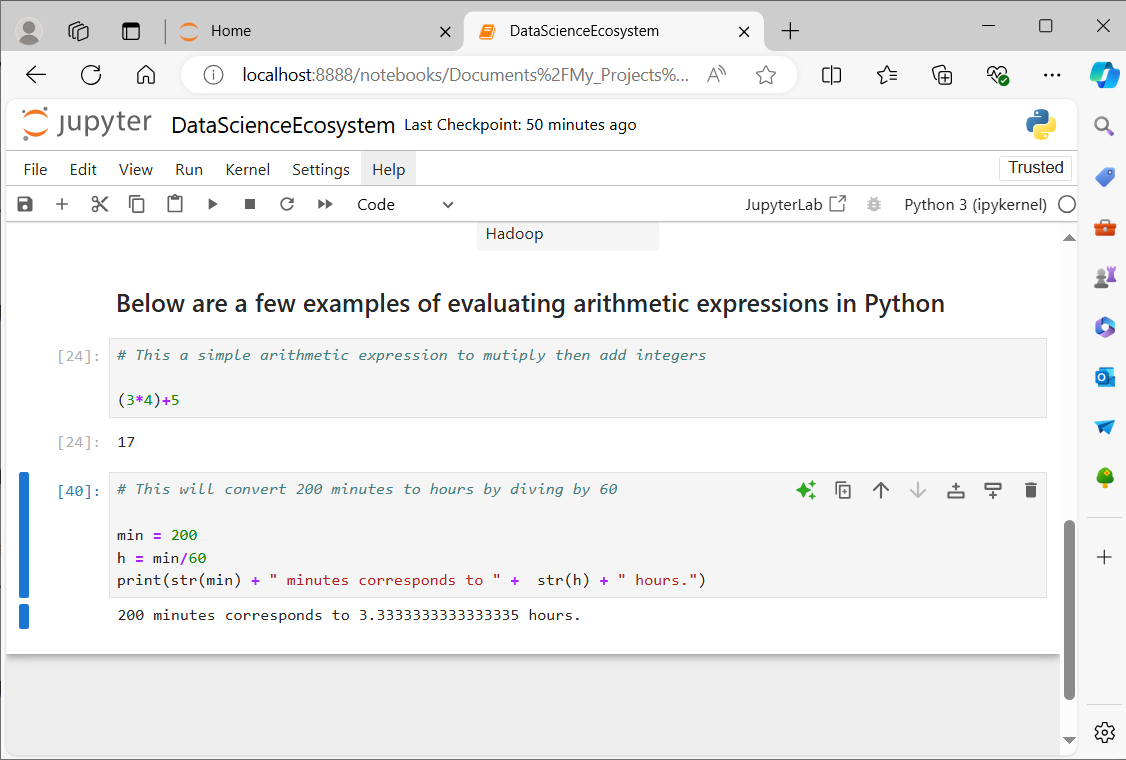 Home
DataScienceEcosystem
localhost:8888/notebooks/Documents%2FMy_Projects%...
jupyter DataScienceEcosystem Last Checkpoint: 50 minutes ago
File Edit View Run Kernel Settings Help Trusted
Code JupyterLab Python 3 (ipykernel)
Hadoop
Below are a few examples of evaluating arithmetic expressions in Python
[24]: # This a simple arithmetic expression to mutiply then add integers
(3*4)+5
[24]: 17
[40]: # This will convert 200 minutes to hours by diving by 60
min = 200
h = min/60
print(str(min) + " minutes corresponds to " +  str(h) + " hours.")
200 minutes corresponds to 3.3333333333333335 hours.